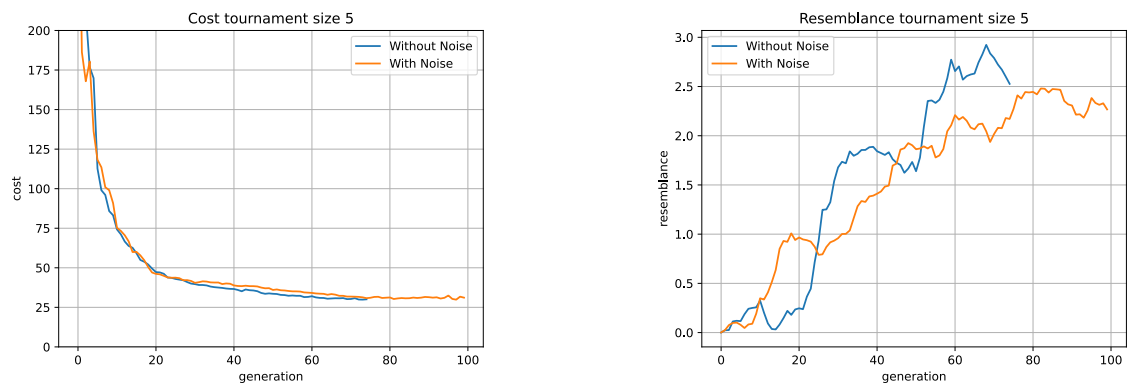 Cost tournament size 5
200
175
150
125
100
75
50
25
0
cost
Without Noise
With Noise
0
20
40
60
80
100
generation
Resemblance tournament size 5
3.0
2.5
2.0
1.5
1.0
0.5
0.0
resemblance
Without Noise
With Noise
0
20
40
60
80
100
generation